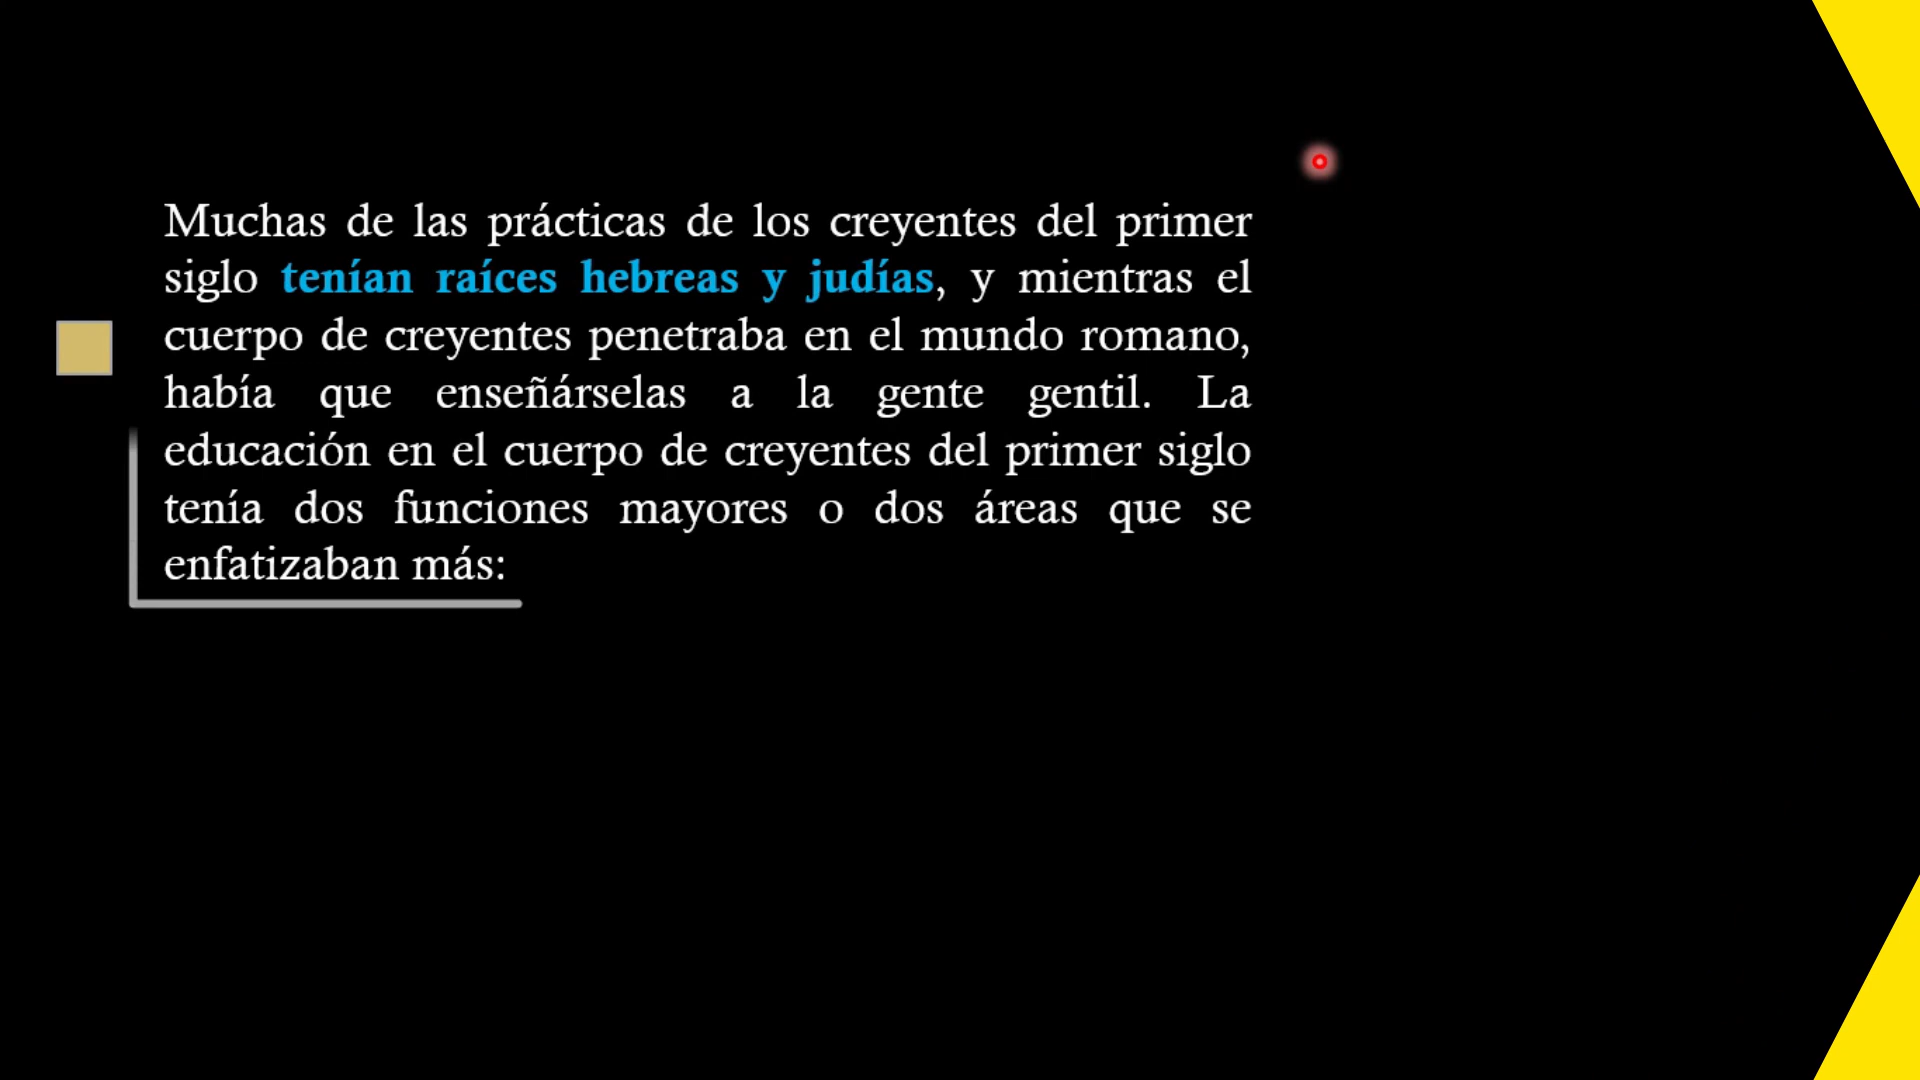 Muchas de las prácticas de los creyentes del primer
siglo tenían raíces hebreas y judías, y mientras el
cuerpo de creyentes penetraba en el mundo romano,
había que enseñárselas a la gente gentil. La
educación en el cuerpo de creyentes del primer siglo
tenía dos funciones mayores o dos áreas que se
enfatizaban más: